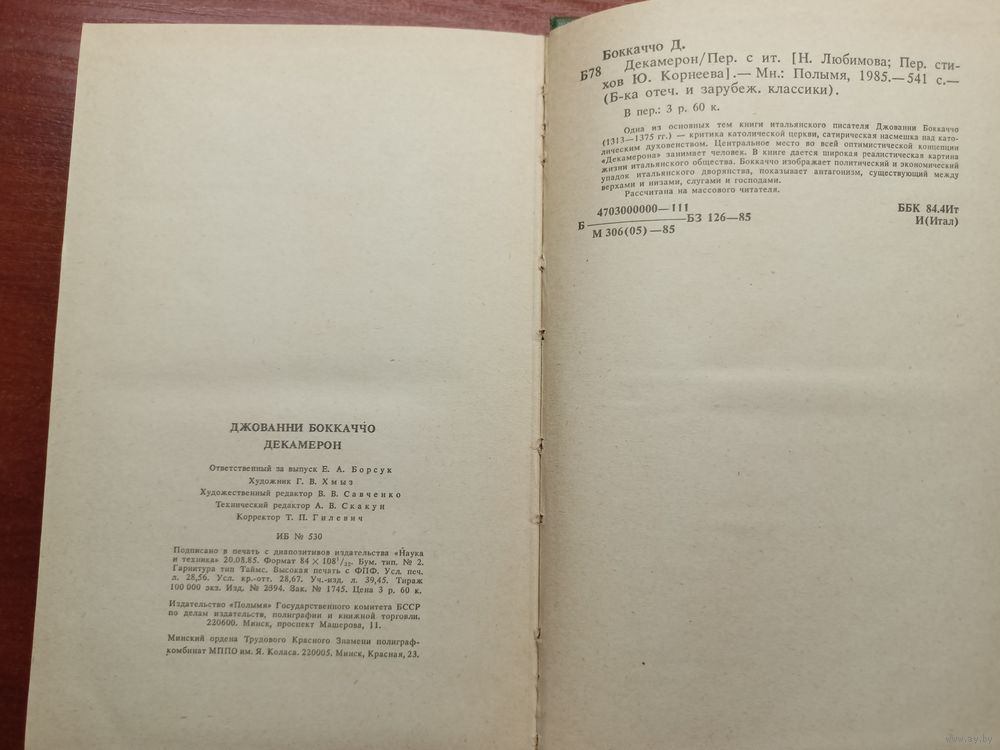 ДЖОВАННИ БОККАЧЧО
ДЕКАМЕРОН
Ответственный за выпуск Е. А. Борсук
Художник Г. В. Хмыз
Художественный редактор В. В. Савченко
Технический редактор А. В. Скакун
Корректор Т. П. Гилевич
ИБ № 530
Подписано в печать с диапозитивов издательства «Наука
и техника» 20.08.85. Формат 84 × 108¹/₃₂. Бум. тип. № 2.
Гарнитура тип Таймс. Высокая печать с ФПФ. Усл. печ.
л. 28,56. Усл. кр.-отт. 28,67. Уч.-изд. л. 39,45. Тираж
100 000 экз. Изд. № 2394. Зак. № 1745. Цена 3 р. 60 к.
Издательство «Полымя» Государственного комитета БССР
по делам издательств, полиграфии и книжной торговли.
220600. Минск, проспект Машерова, 11.
Минский ордена Трудового Красного Знамени полиграф-
комбинат МППО им. Я. Коласа. 220005. Минск, Красная, 23.
Боккаччо Д.
Б78 Декамерон/Пер. с ит. [Н. Любимова; Пер. сти-
хов Ю. Корнеева].— Мн.: Полымя, 1985.—541 с.—
(Б-ка отеч. и зарубеж. классики).
В пер.: 3 р. 60 к.
Одна из основных тем книги итальянского писателя Джованни Боккаччо
(1313—1375 гг.) — критика католической церкви, сатирическая насмешка над като-
лическим духовенством. Центральное место во всей оптимистической концепции
«Декамерона» занимает человек. В книге дается широкая реалистическая картина
жизни итальянского общества. Боккаччо изображает политический и экономический
упадок итальянского дворянства, показывает антагонизм, существующий между
верхами и низами, слугами и господами.
Рассчитана на массового читателя.
4703000000—111
Б БЗ 126—85
М 306(05)—85
ББК 84.4Ит
И(Итал)
www.ay.by